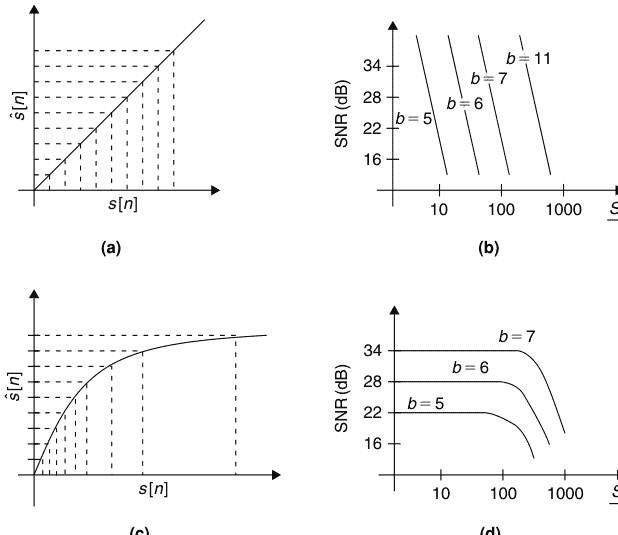 ŝ[n]
s[n]
(a)
SNR (dB)
34
28
22
16
b = 5
b = 6
b = 7
b = 11
10
100
1000
(b)
ŝ[n]
s[n]
(c)
SNR (dB)
34
28
22
16
b = 7
b = 6
b = 5
10
100
1000
(d)